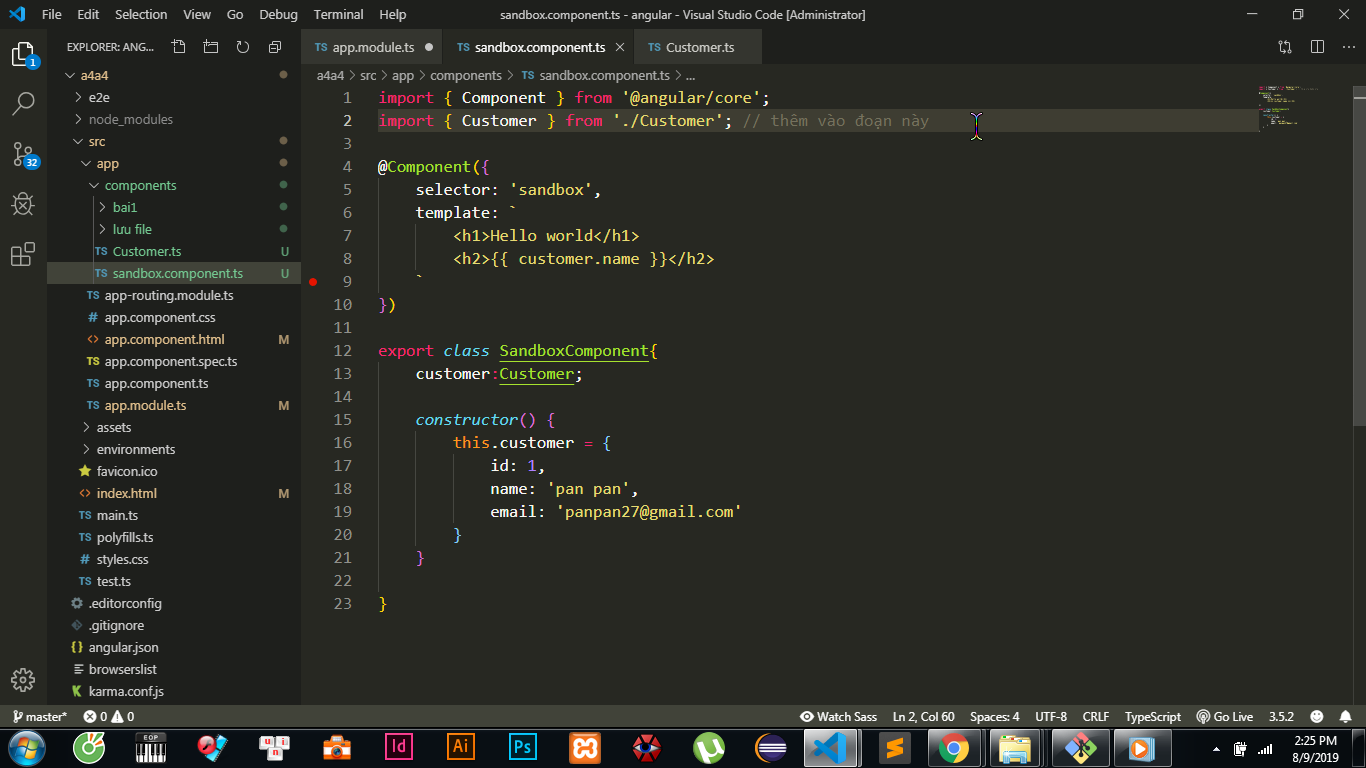 File Edit Selection View Go Debug Terminal Help sandbox.component.ts - angular - Visual Studio Code [Administrator]
EXPLORER: ANG...
TS app.module.ts TS sandbox.component.ts TS Customer.ts
a4a4 > src > app > components > TS sandbox.component.ts > ...
1
32
a4a4
e2e
node_modules
src
app
components
bai1
lưu file
TS Customer.ts U
TS sandbox.component.ts U
TS app-routing.module.ts
# app.component.css
<> app.component.html M
TS app.component.spec.ts
TS app.component.ts
TS app.module.ts M
assets
environments
favicon.ico
<> index.html M
TS main.ts
TS polyfills.ts
# styles.css
TS test.ts
.editorconfig
.gitignore
{} angular.json
browserslist
K karma.conf.js
1 import { Component } from '@angular/core';
2 import { Customer } from './Customer'; // thêm vào đoạn này
3
4 @Component({
5 selector: 'sandbox',
6 template: `
7 <h1>Hello world</h1>
8 <h2>{{ customer.name }}</h2>
9 `
10 })
11
12 export class SandboxComponent{
13 customer:Customer;
14
15 constructor() {
16 this.customer = {
17 id: 1,
18 name: 'pan pan',
19 email: 'panpan27@gmail.com'
20 }
21 }
22
23 }
master* 0 0 Watch Sass Ln 2, Col 60 Spaces: 4 UTF-8 CRLF TypeScript Go Live 3.5.2
EOP
u n i
Id
Ai
Ps
2:25 PM
8/9/2019